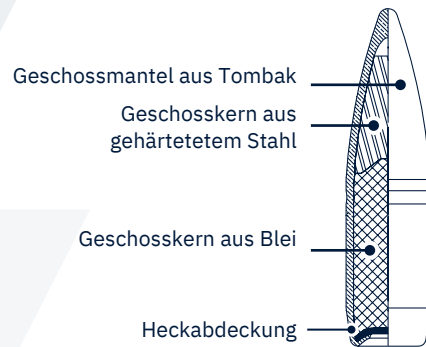 Geschossmantel aus Tombak
Geschosskern aus
gehärtetetem Stahl
Geschosskern aus Blei
Heckabdeckung